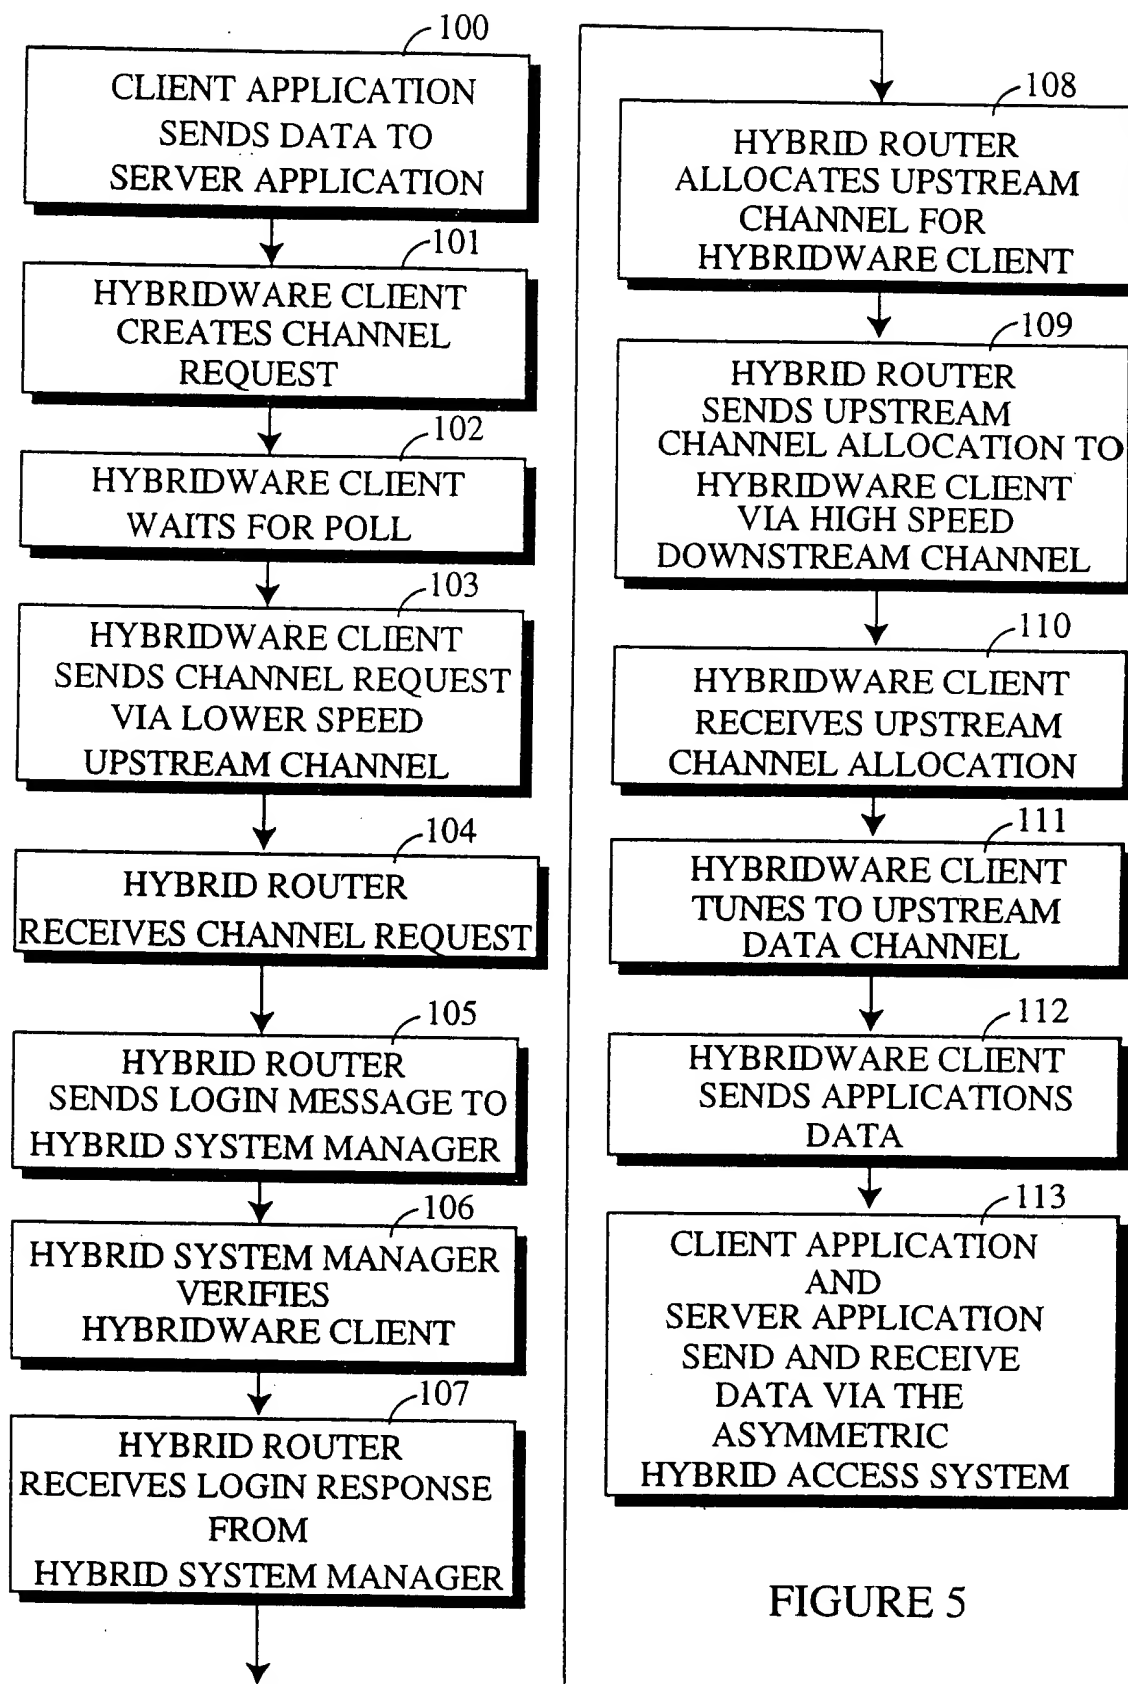 100
CLIENT APPLICATION
SENDS DATA TO
SERVER APPLICATION
101
HYBRIDWARE CLIENT
CREATES CHANNEL
REQUEST
102
HYBRIDWARE CLIENT
WAITS FOR POLL
103
HYBRIDWARE CLIENT
SENDS CHANNEL REQUEST
VIA LOWER SPEED
UPSTREAM CHANNEL
104
HYBRID ROUTER
RECEIVES CHANNEL REQUEST
105
HYBRID ROUTER
SENDS LOGIN MESSAGE TO
HYBRID SYSTEM MANAGER
106
HYBRID SYSTEM MANAGER
VERIFIES
HYBRIDWARE CLIENT
107
HYBRID ROUTER
RECEIVES LOGIN RESPONSE
FROM
HYBRID SYSTEM MANAGER
108
HYBRID ROUTER
ALLOCATES UPSTREAM
CHANNEL FOR
HYBRIDWARE CLIENT
109
HYBRID ROUTER
SENDS UPSTREAM
CHANNEL ALLOCATION TO
HYBRIDWARE CLIENT
VIA HIGH SPEED
DOWNSTREAM CHANNEL
110
HYBRIDWARE CLIENT
RECEIVES UPSTREAM
CHANNEL ALLOCATION
111
HYBRIDWARE CLIENT
TUNES TO UPSTREAM
DATA CHANNEL
112
HYBRIDWARE CLIENT
SENDS APPLICATIONS
DATA
113
CLIENT APPLICATION
AND
SERVER APPLICATION
SEND AND RECEIVE
DATA VIA THE
ASYMMETRIC
HYBRID ACCESS SYSTEM
FIGURE 5